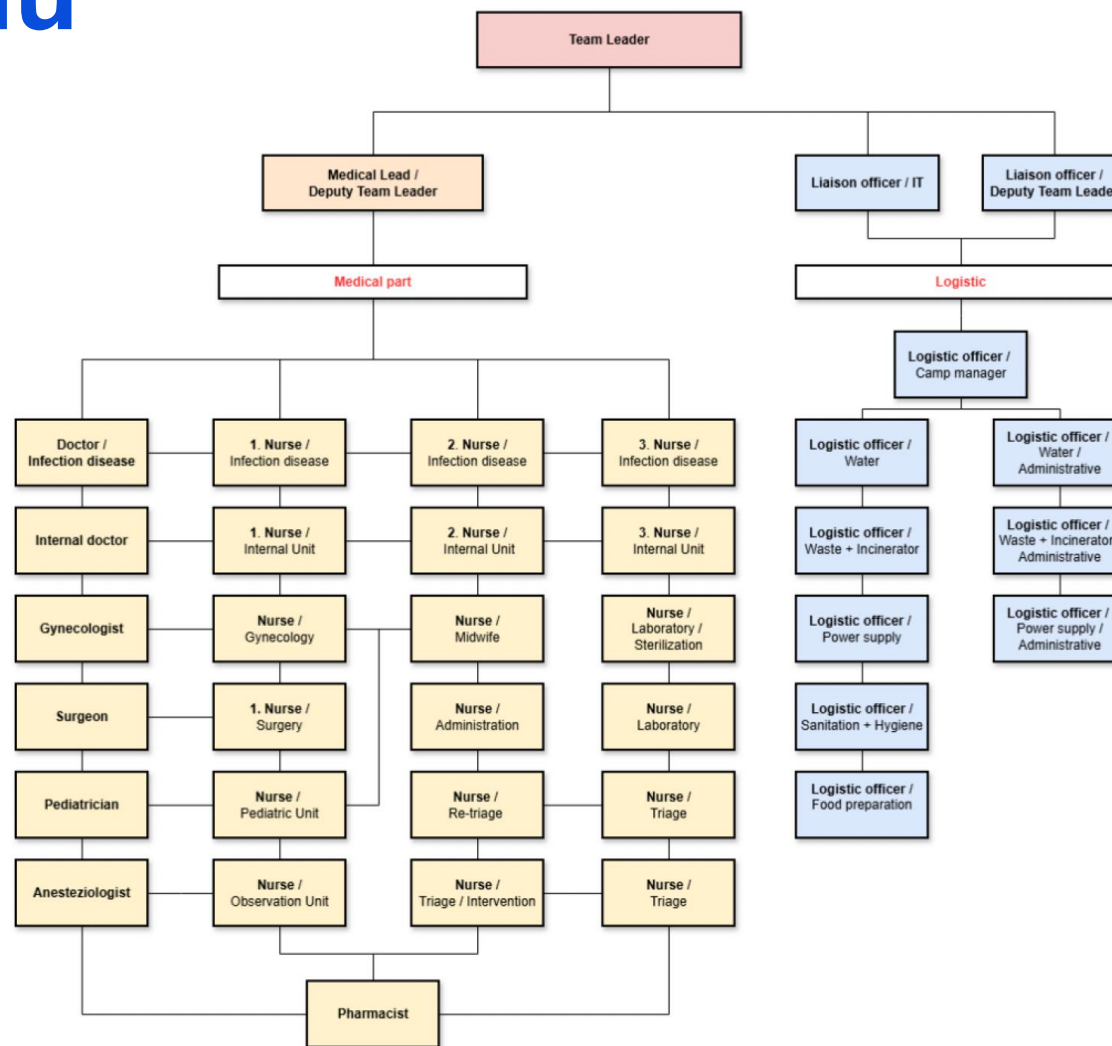 Team Leader
Medical Lead /
Deputy Team Leader
Liaison officer / IT
Liaison officer /
Deputy Team Leade
Medical part
Logistic
Logistic officer /
Camp manager
Doctor /
Infection disease
1. Nurse /
Infection disease
2. Nurse /
Infection disease
3. Nurse /
Infection disease
Logistic officer /
Water
Logistic officer /
Water /
Administrative
Internal doctor
1. Nurse /
Internal Unit
2. Nurse /
Internal Unit
3. Nurse /
Internal Unit
Logistic officer /
Waste + Incinerator
Logistic officer /
Waste + Incinerator
Administrative
Gynecologist
Nurse /
Gynecology
Nurse /
Midwife
Nurse /
Laboratory /
Sterilization
Logistic officer /
Power supply
Logistic officer /
Power supply /
Administrative
Surgeon
1. Nurse /
Surgery
Nurse /
Administration
Nurse /
Laboratory
Logistic officer /
Sanitation + Hygiene
Pediatrician
Nurse /
Pediatric Unit
Nurse /
Re-triage
Nurse /
Triage
Logistic officer /
Food preparation
Anesteziologist
Nurse /
Observation Unit
Nurse /
Triage / Intervention
Nurse /
Triage
Pharmacist